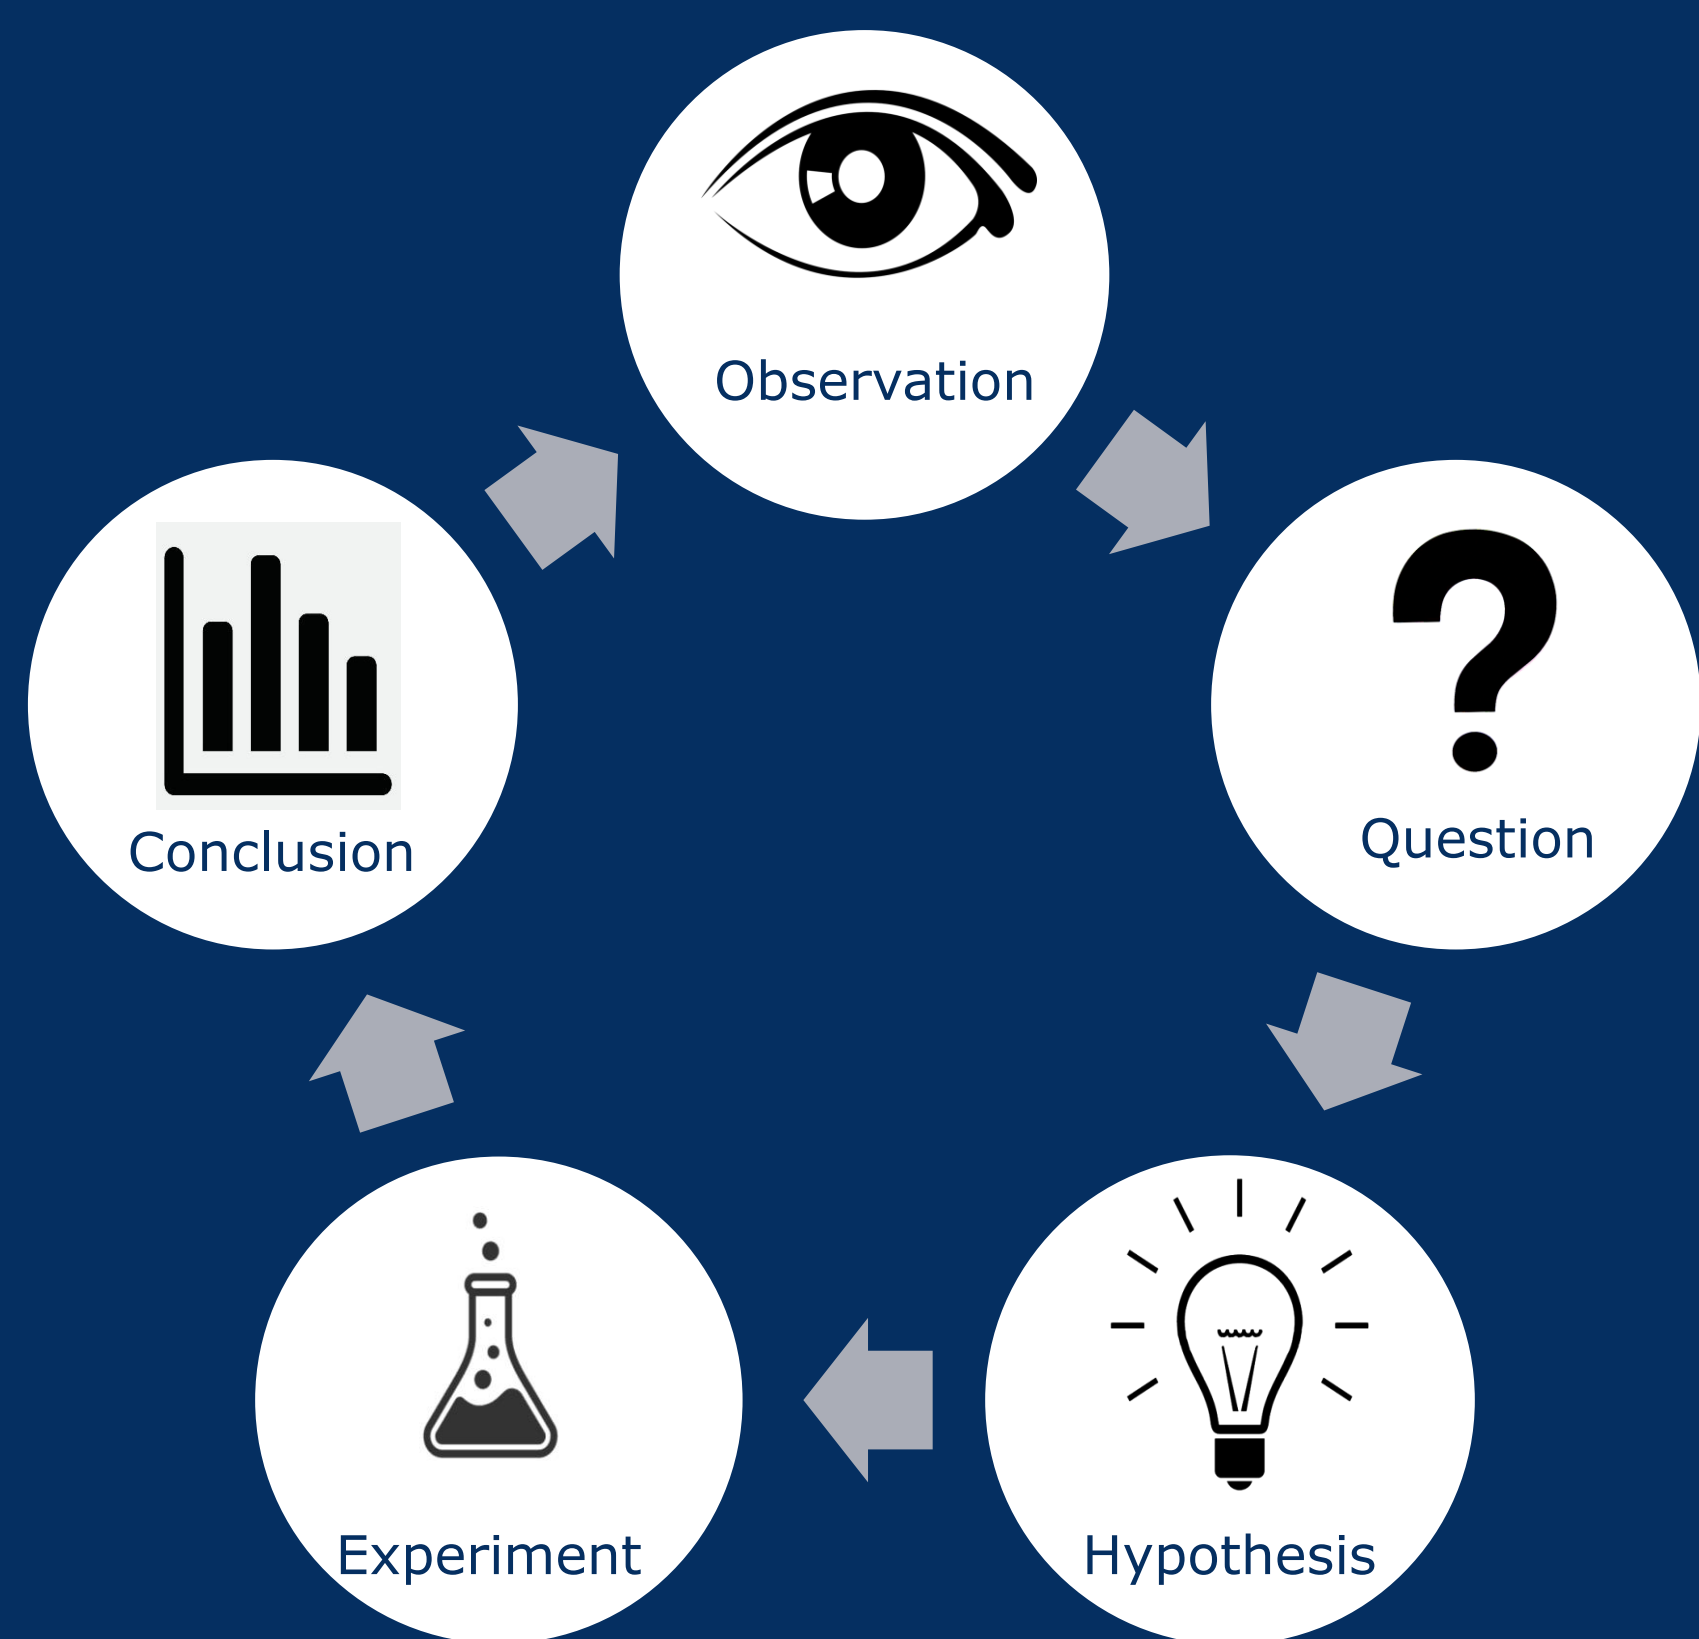 Observation
Question
Hypothesis
Experiment
Conclusion